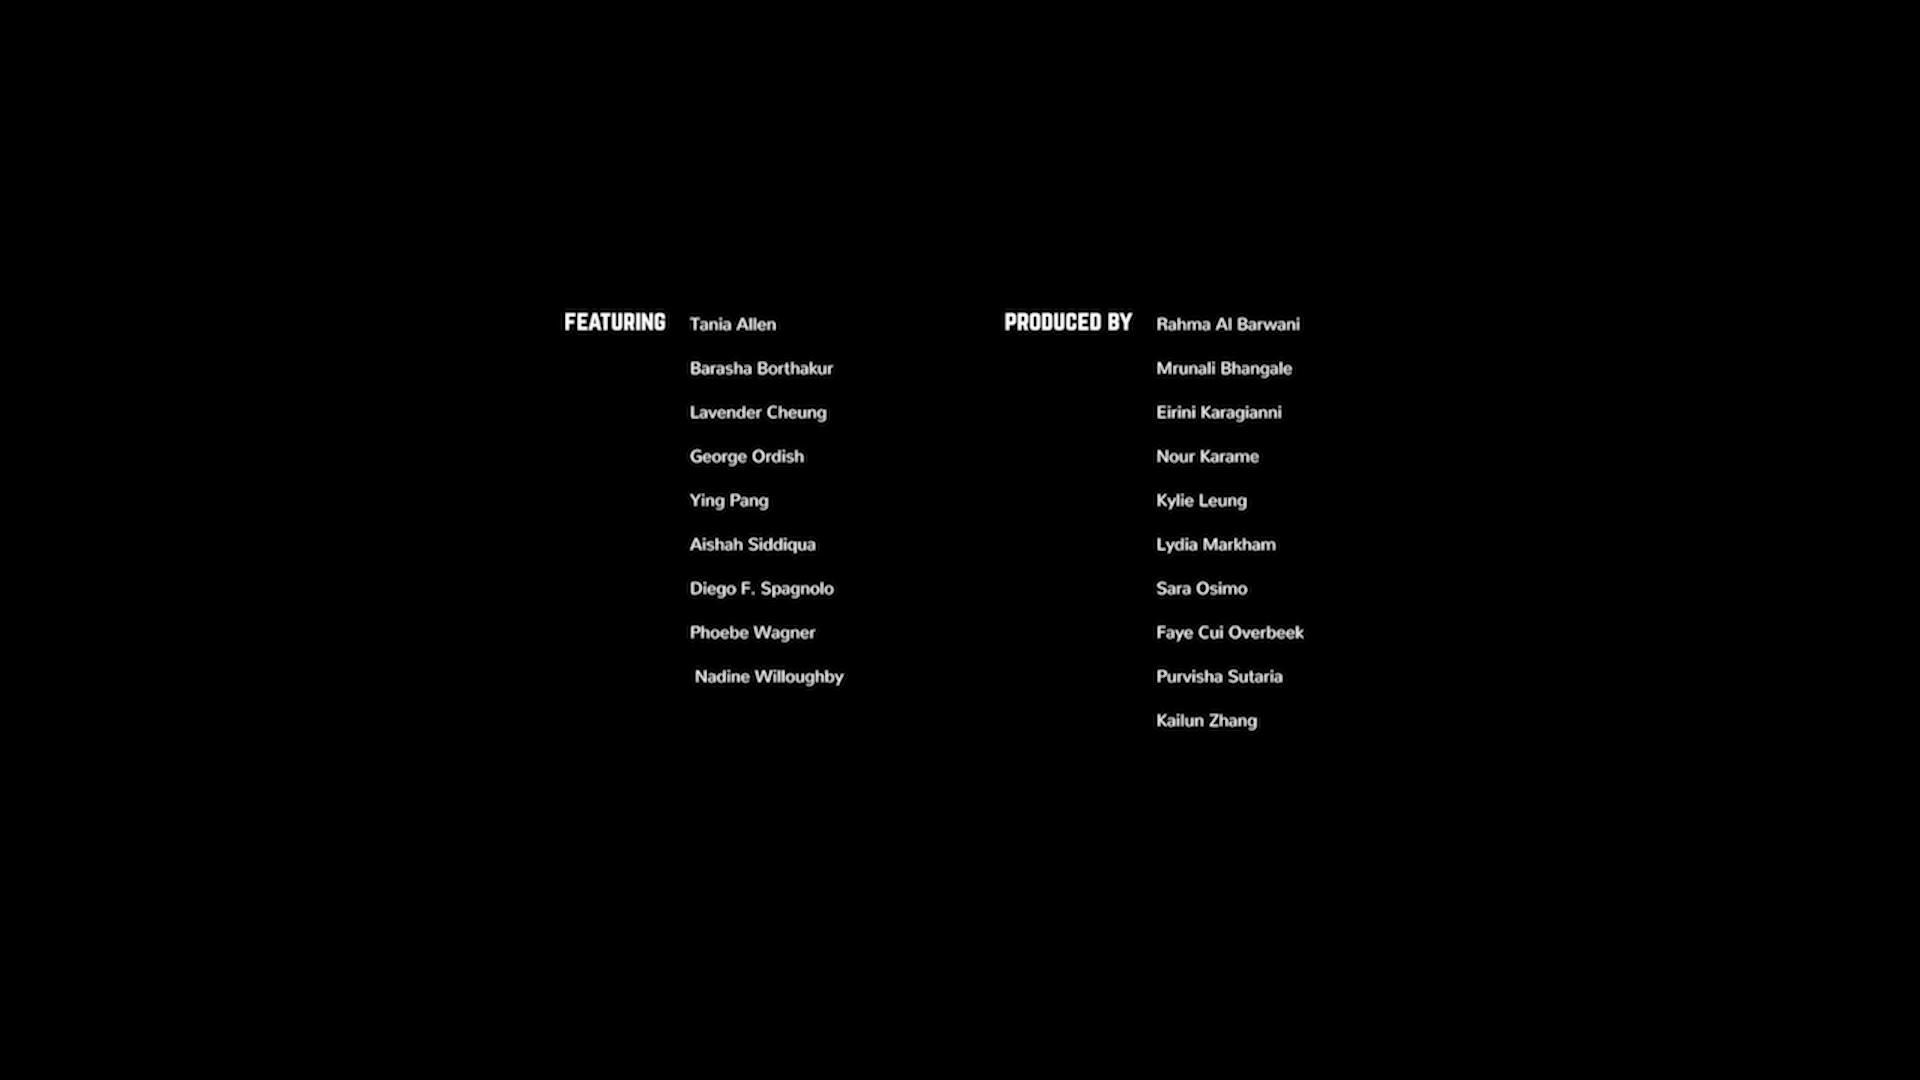 FEATURING
Tania Allen
Barasha Borthakur
Lavender Cheung
George Ordish
Ying Pang
Aishah Siddiqua
Diego F. Spagnolo
Phoebe Wagner
Nadine Willoughby
PRODUCED BY
Rahma Al Barwani
Mrunali Bhangale
Eirini Karagianni
Nour Karame
Kylie Leung
Lydia Markham
Sara Osimo
Faye Cui Overbeek
Purvisha Sutaria
Kailun Zhang